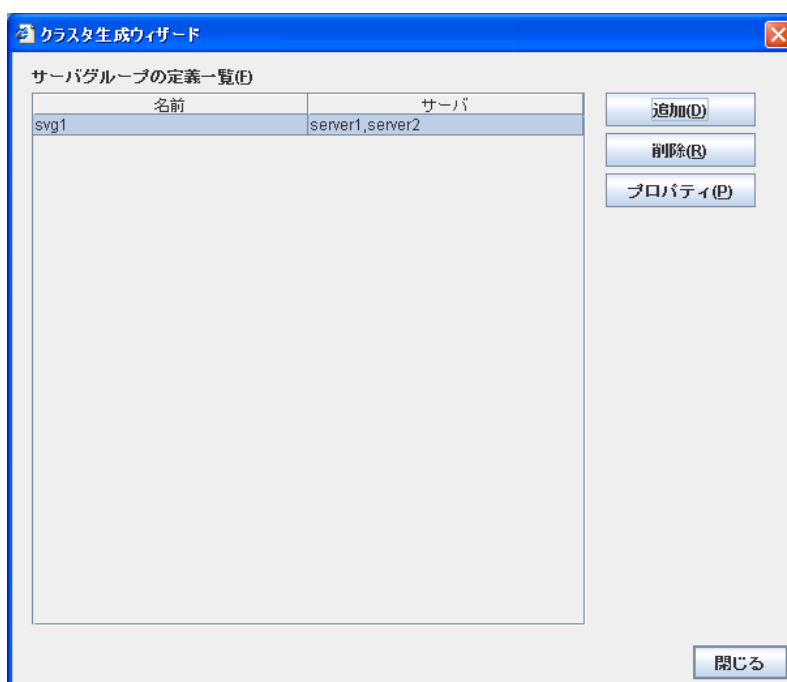 クラスタ生成ウィザード
サーバグループの定義一覧(F)
名前 サーバ
svg1 server1,server2
追加(D)
削除(R)
プロパティ(P)
閉じる